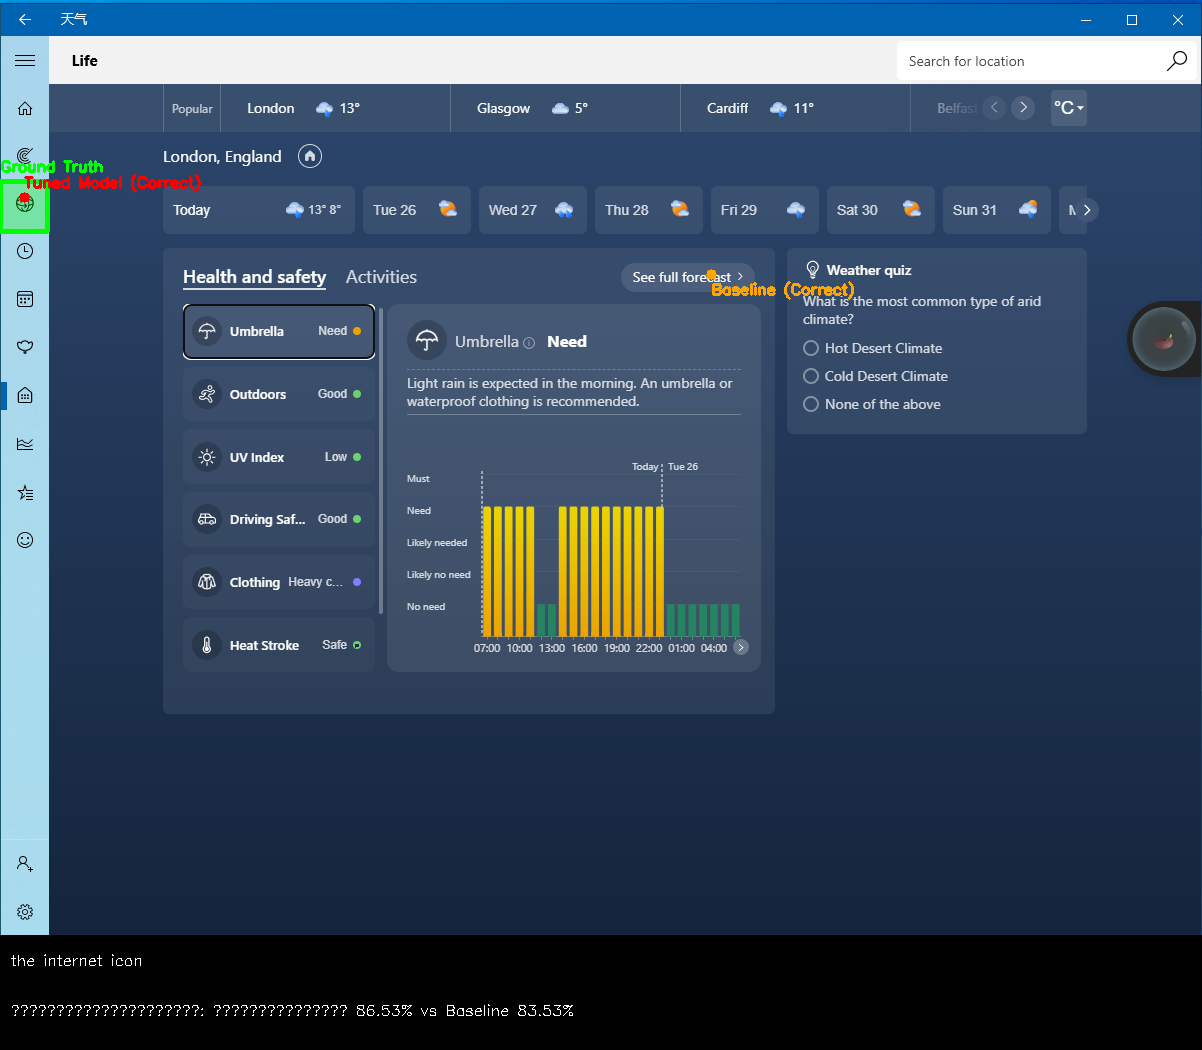 天气
Life
Search for location
Popular
London 13°
Glasgow 5°
Cardiff 11°
Belfast
°C
London, England
Ground Truth
Tuned Model (Correct)
Today 13° 8°
Tue 26
Wed 27
Thu 28
Fri 29
Sat 30
Sun 31
Health and safety
Activities
See full forecast
Baseline (Correct)
Umbrella Need
Outdoors Good
UV Index Low
Driving Saf... Good
Clothing Heavy c...
Heat Stroke Safe
Umbrella Need
Light rain is expected in the morning. An umbrella or
waterproof clothing is recommended.
Today Tue 26
Must
Need
Likely needed
Likely no need
No need
07:00 10:00 13:00 16:00 19:00 22:00 01:00 04:00
Weather quiz
What is the most common type of arid
climate?
Hot Desert Climate
Cold Desert Climate
None of the above
the internet icon
?????????????????????: ??????????????? 86.53% vs Baseline 83.53%